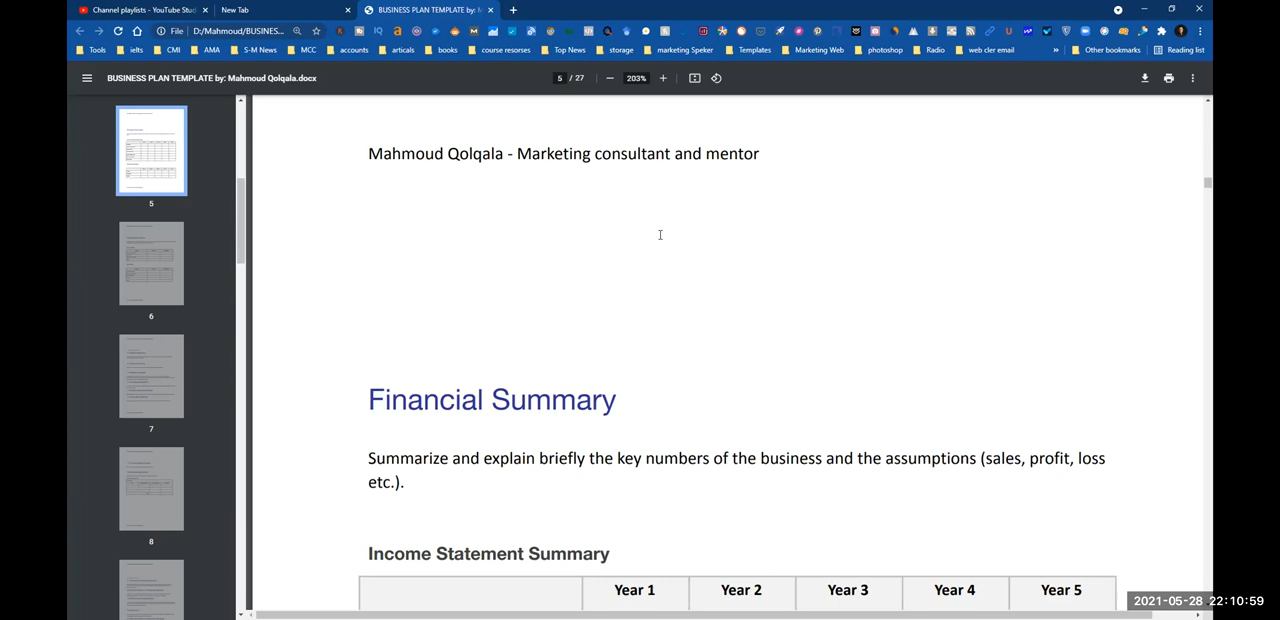 Channel playlists - YouTube Stud
New Tab
BUSINESS PLAN TEMPLATE by: M
File
D:/Mahmoud/BUSINES...
Tools
ielts
CMI
AMA
S-M News
MCC
accounts
articals
books
course resorses
Top News
storage
marketing Speker
Templates
Marketing Web
photoshop
Radio
web cler email
»
Other bookmarks
Reading list
BUSINESS PLAN TEMPLATE by: Mahmoud Qolqala.docx
5 / 27
203%
5
6
7
8
Mahmoud Qolqala - Marketing consultant and mentor
Financial Summary
Summarize and explain briefly the key numbers of the business and the assumptions (sales, profit, loss
etc.).
Income Statement Summary
Year 1 Year 2 Year 3 Year 4 Year 5
2021-05-28 22:10:59